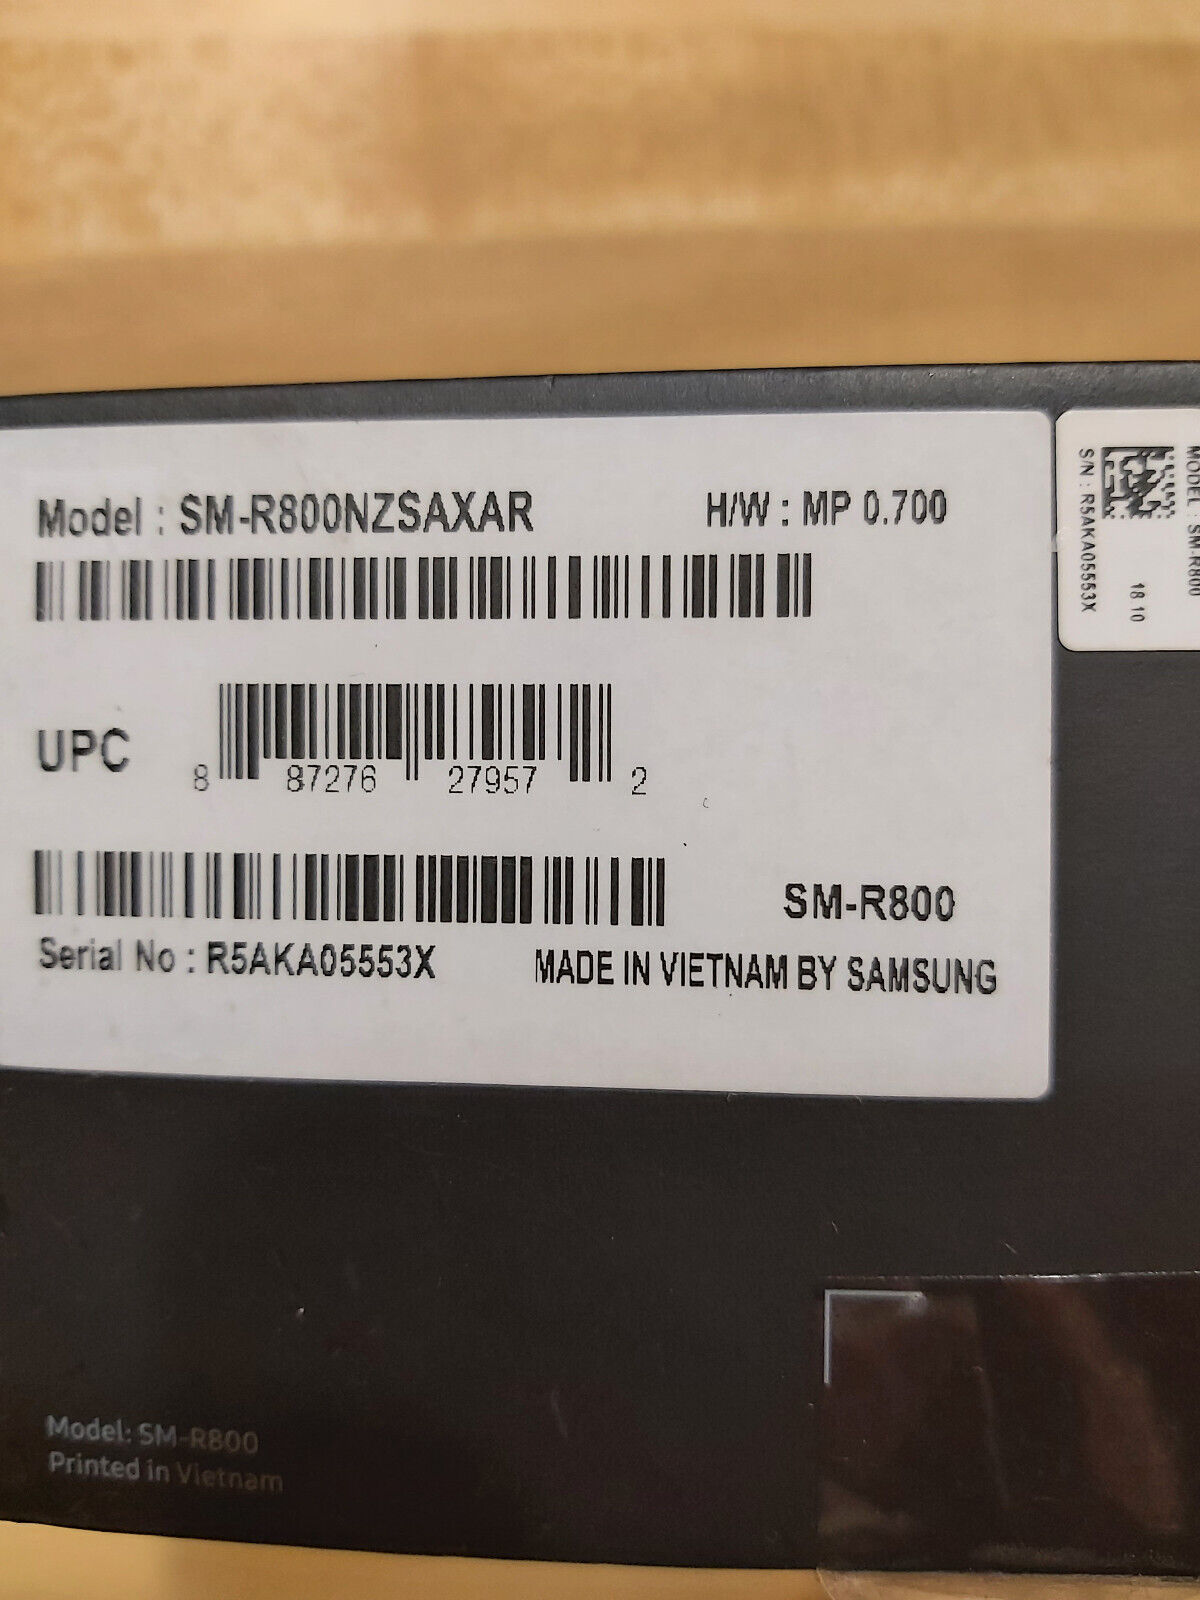 Model : SM-R800NZSAXAR
H/W : MP 0.700
UPC
8 87276 27957 2
Serial No : R5AKA05553X
SM-R800
MADE IN VIETNAM BY SAMSUNG
MODEL : SM-R800
S/N : R5AKA05553X
18.10
Model: SM-R800
Printed in Vietnam